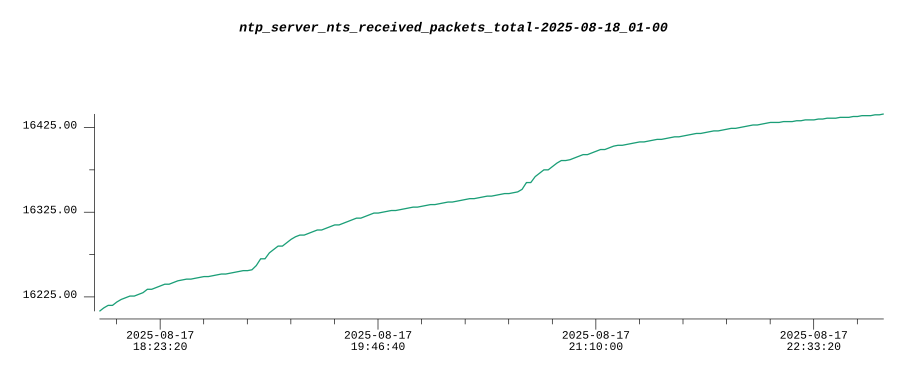 ntp_server_nts_received_packets_total-2025-08-18_01-00
16425.00
16325.00
16225.00
2025-08-17 2025-08-17 2025-08-17 2025-08-17
18:23:20 19:46:40 21:10:00 22:33:20